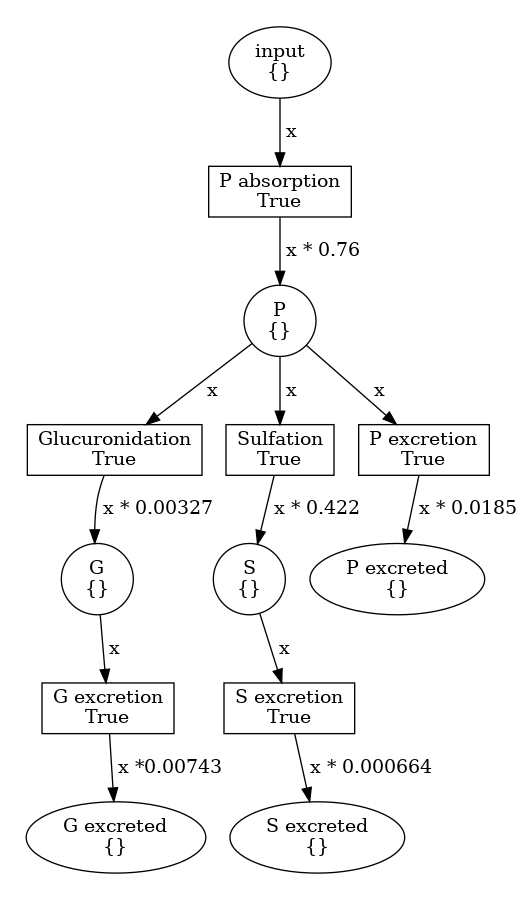 input
{}
x
P absorption
True
x * 0.76
P
{}
x
x
x
Glucuronidation
True
Sulfation
True
P excretion
True
x * 0.00327
x * 0.422
x * 0.0185
G
{}
S
{}
P excreted
{}
x
x
G excretion
True
S excretion
True
x *0.00743
x * 0.000664
G excreted
{}
S excreted
{}